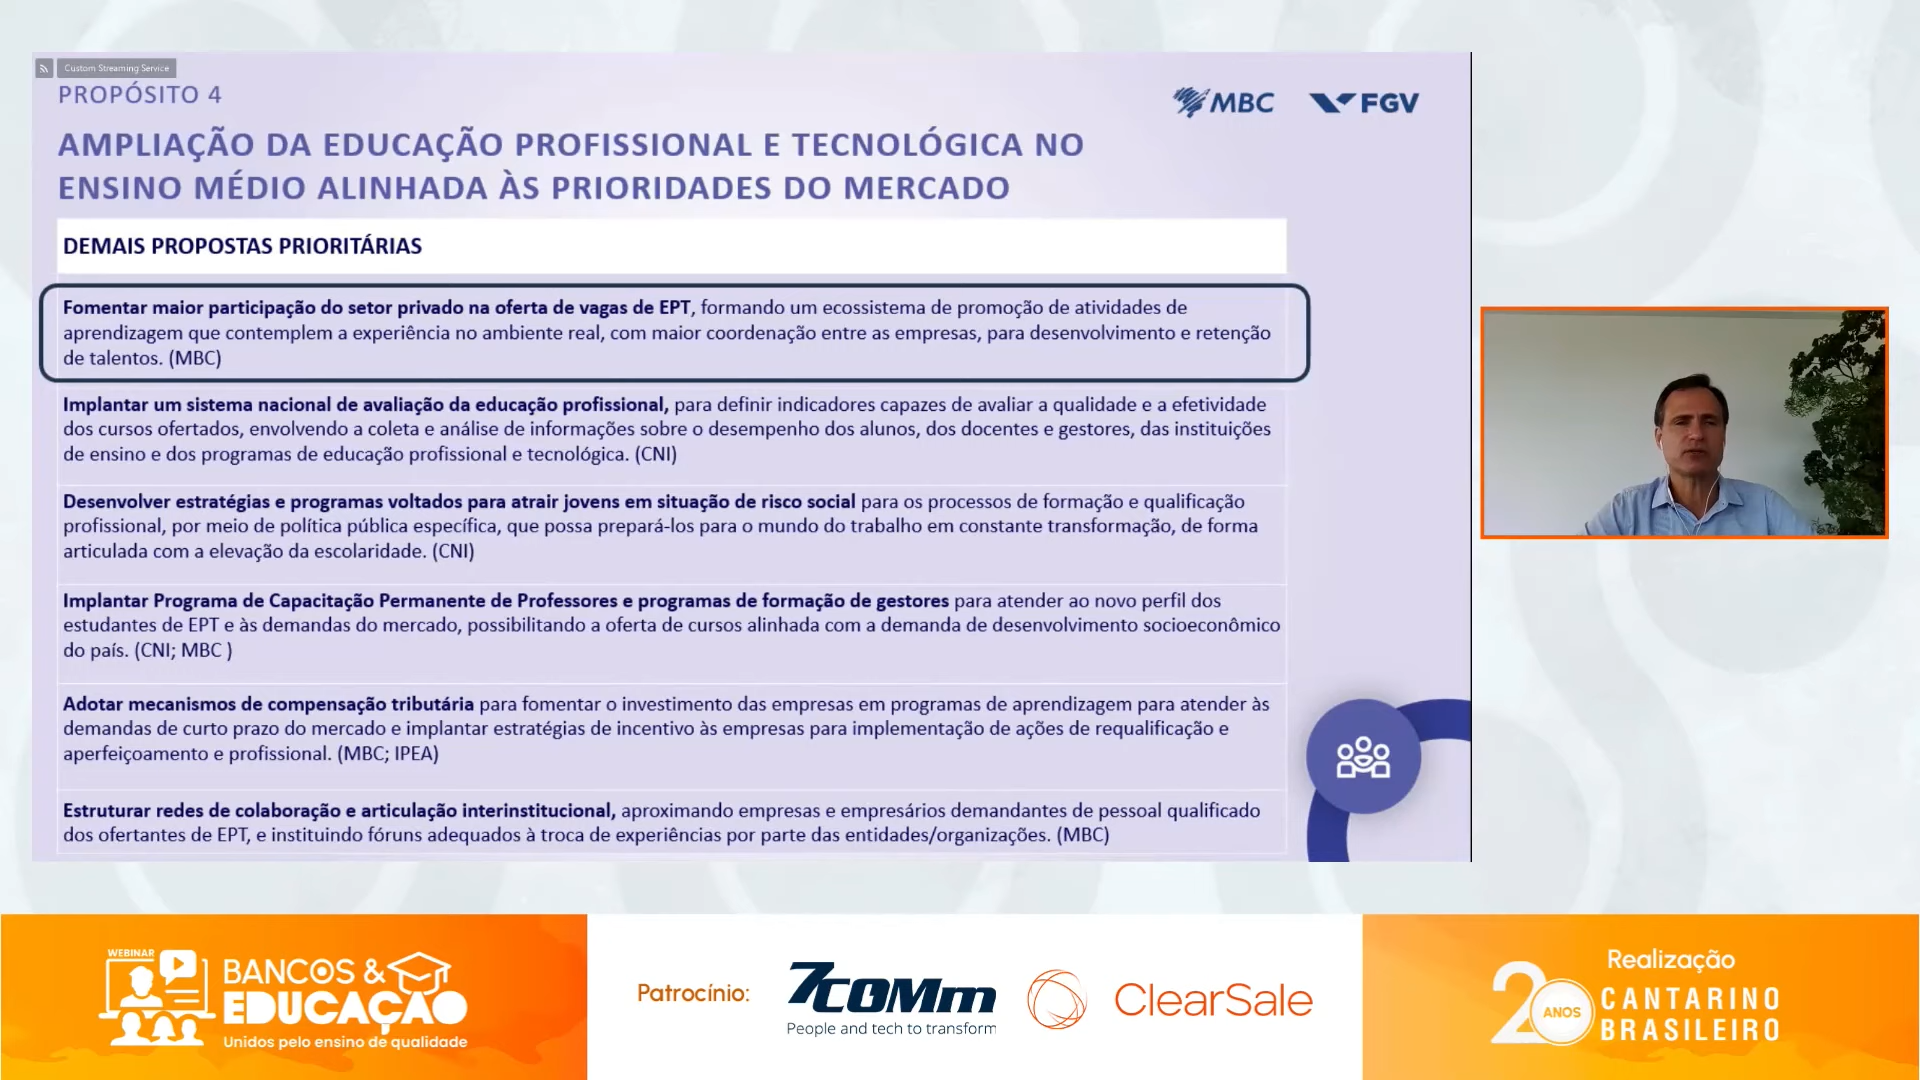 Custom Streaming Service
PROPÓSITO 4
MBC
FGV
AMPLIAÇÃO DA EDUCAÇÃO PROFISSIONAL E TECNOLÓGICA NO
ENSINO MÉDIO ALINHADA ÀS PRIORIDADES DO MERCADO
DEMAIS PROPOSTAS PRIORITÁRIAS
Fomentar maior participação do setor privado na oferta de vagas de EPT, formando um ecossistema de promoção de atividades de
aprendizagem que contemplem a experiência no ambiente real, com maior coordenação entre as empresas, para desenvolvimento e retenção
de talentos. (MBC)
Implantar um sistema nacional de avaliação da educação profissional, para definir indicadores capazes de avaliar a qualidade e a efetividade
dos cursos ofertados, envolvendo a coleta e análise de informações sobre o desempenho dos alunos, dos docentes e gestores, das instituições
de ensino e dos programas de educação profissional e tecnológica. (CNI)
Desenvolver estratégias e programas voltados para atrair jovens em situação de risco social para os processos de formação e qualificação
profissional, por meio de política pública específica, que possa prepará-los para o mundo do trabalho em constante transformação, de forma
articulada com a elevação da escolaridade. (CNI)
Implantar Programa de Capacitação Permanente de Professores e programas de formação de gestores para atender ao novo perfil dos
estudantes de EPT e às demandas do mercado, possibilitando a oferta de cursos alinhada com a demanda de desenvolvimento socioeconômico
do país. (CNI; MBC )
Adotar mecanismos de compensação tributária para fomentar o investimento das empresas em programas de aprendizagem para atender às
demandas de curto prazo do mercado e implantar estratégias de incentivo às empresas para implementação de ações de requalificação e
aperfeiçoamento e profissional. (MBC; IPEA)
Estruturar redes de colaboração e articulação interinstitucional, aproximando empresas e empresários demandantes de pessoal qualificado
dos ofertantes de EPT, e instituindo fóruns adequados à troca de experiências por parte das entidades/organizações. (MBC)
WEBINAR
BANCOS &
EDUCAÇÃO
Unidos pelo ensino de qualidade
Patrocínio:
7COMm
People and tech to transform
ClearSale
Realização
20 ANOS
CANTARINO
BRASILEIRO